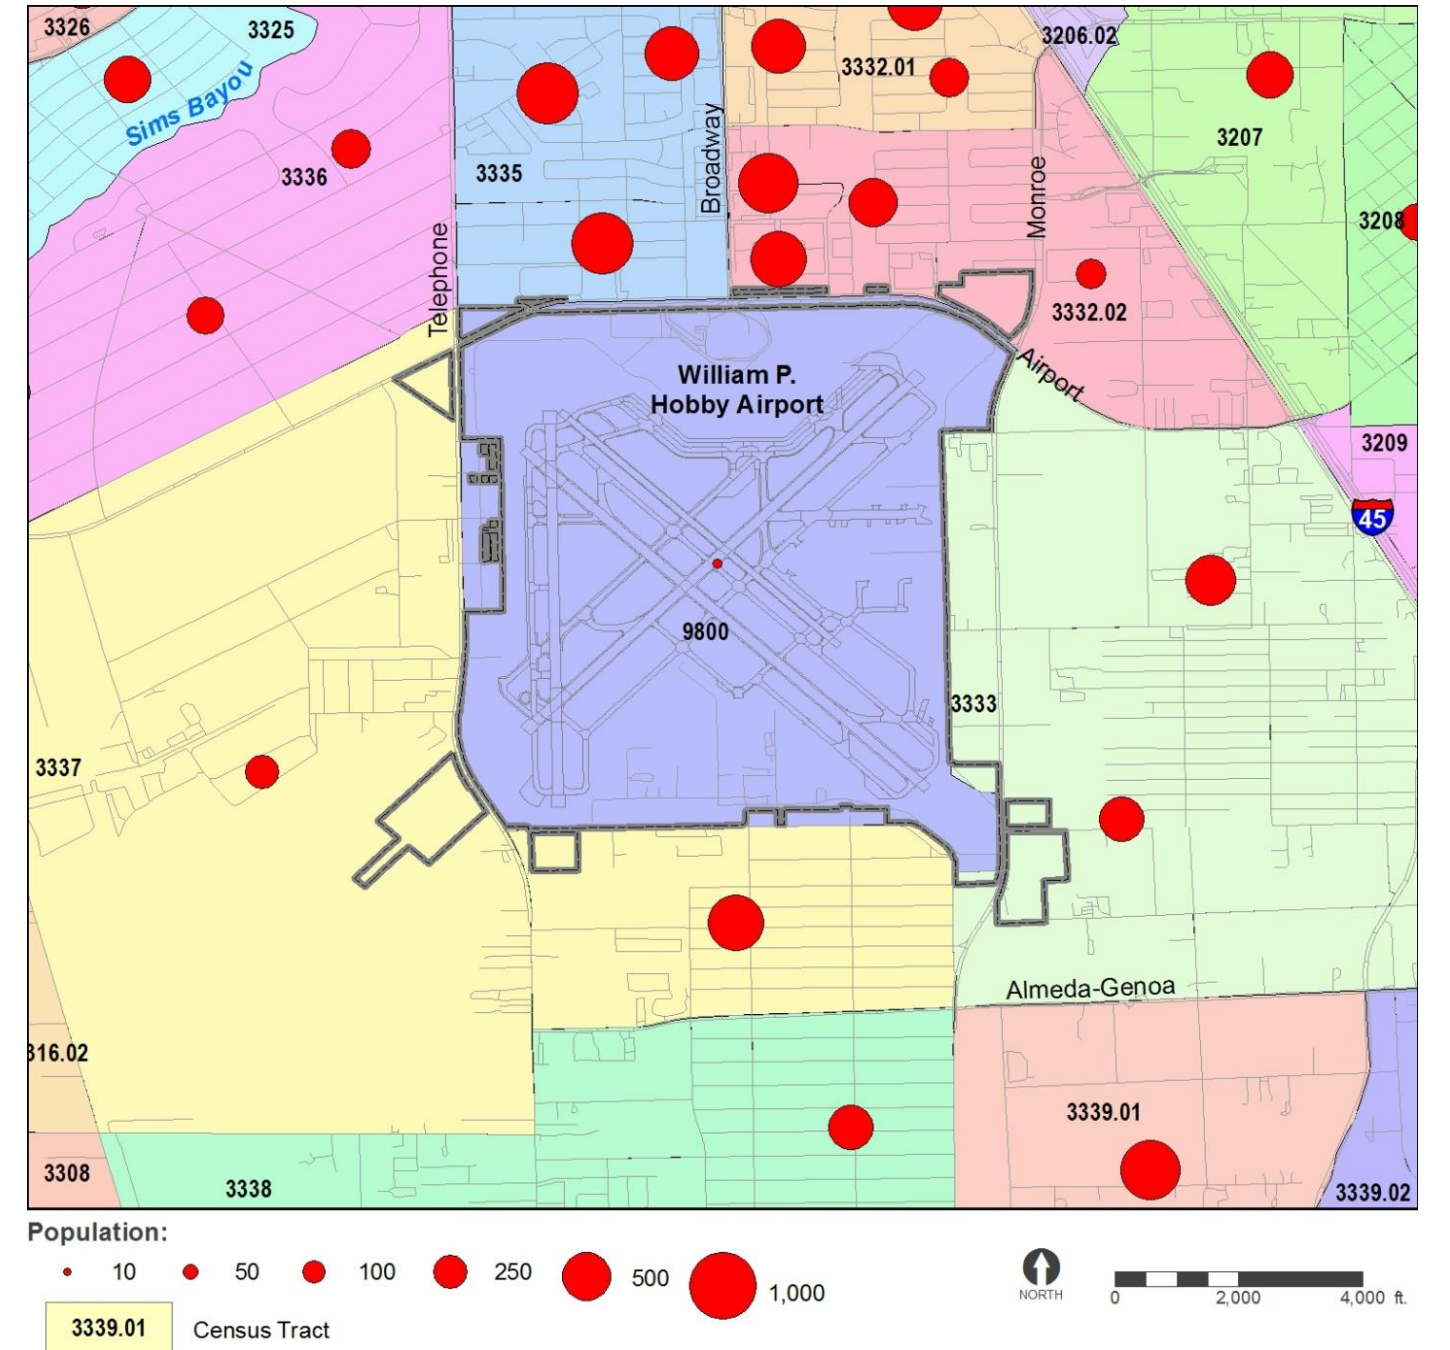 3326
3325
3206.02
3332.01
Sims Bayou
3207
Broadway
3336
3335
Monroe
3208
Telephone
3332.02
William P.
Hobby Airport
Airport
3209
45
9800
3333
3337
Almeda-Genoa
316.02
3339.01
3308
3338
3339.02
Population:
10
50
100
250
500
1,000
NORTH
0
2,000
4,000 ft.
3339.01
Census Tract